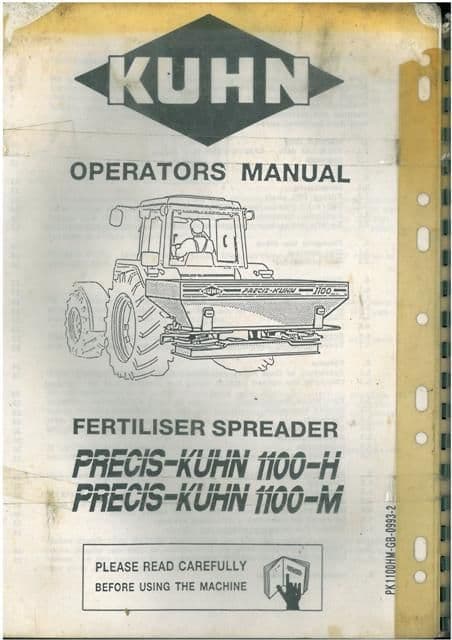 KUHN
OPERATORS MANUAL
KUHN PRECIS-KUHN 1100
FERTILISER SPREADER
PRECIS-KUHN 1100-H
PRECIS-KUHN 1100-M
PLEASE READ CAREFULLY
BEFORE USING THE MACHINE
PK1100HM-GB-0993-2